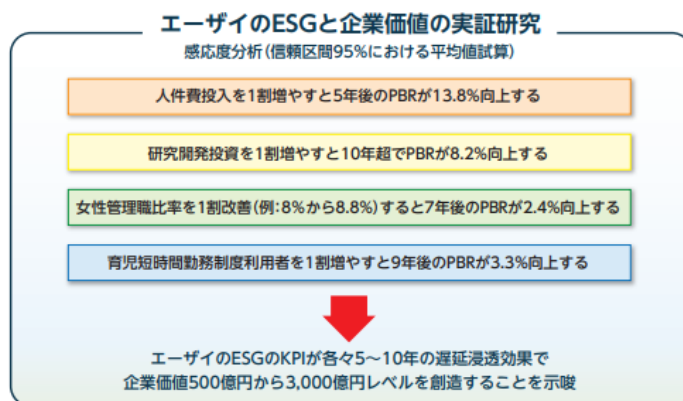 エーザイのESGと企業価値の実証研究
感応度分析(信頼区間95%における平均値試算)
人件費投入を1割増やすと5年後のPBRが13.8%向上する
研究開発投資を1割増やすと10年超でPBRが8.2%向上する
女性管理職比率を1割改善(例:8%から8.8%)すると7年後のPBRが2.4%向上する
育児短時間勤務制度利用者を1割増やすと9年後のPBRが3.3%向上する
エーザイのESGのKPIが各々5〜10年の遅延浸透効果で
企業価値500億円から3,000億円レベルを創造することを示唆